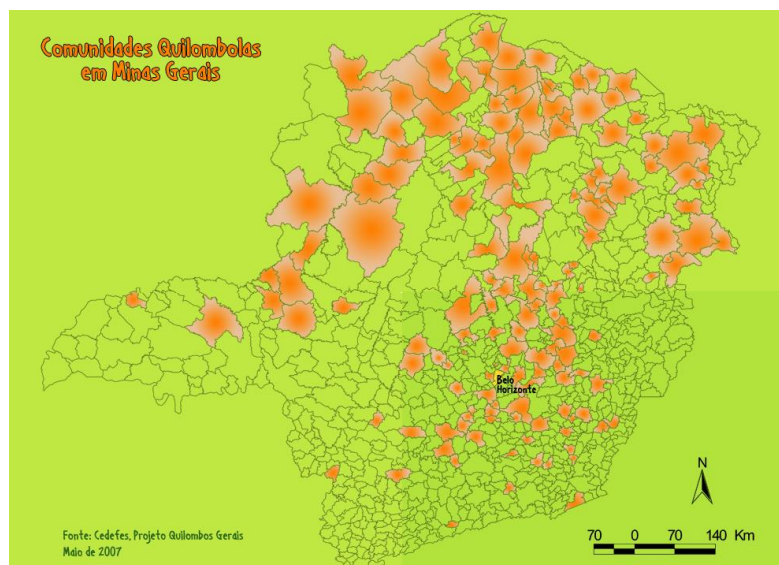 Comunidades Quilombolas
em Minas Gerais
Belo
Horizonte
N
70 0 70 140 Km
Fonte: Cedefes, Projeto Quilombos Gerais
Maio de 2007